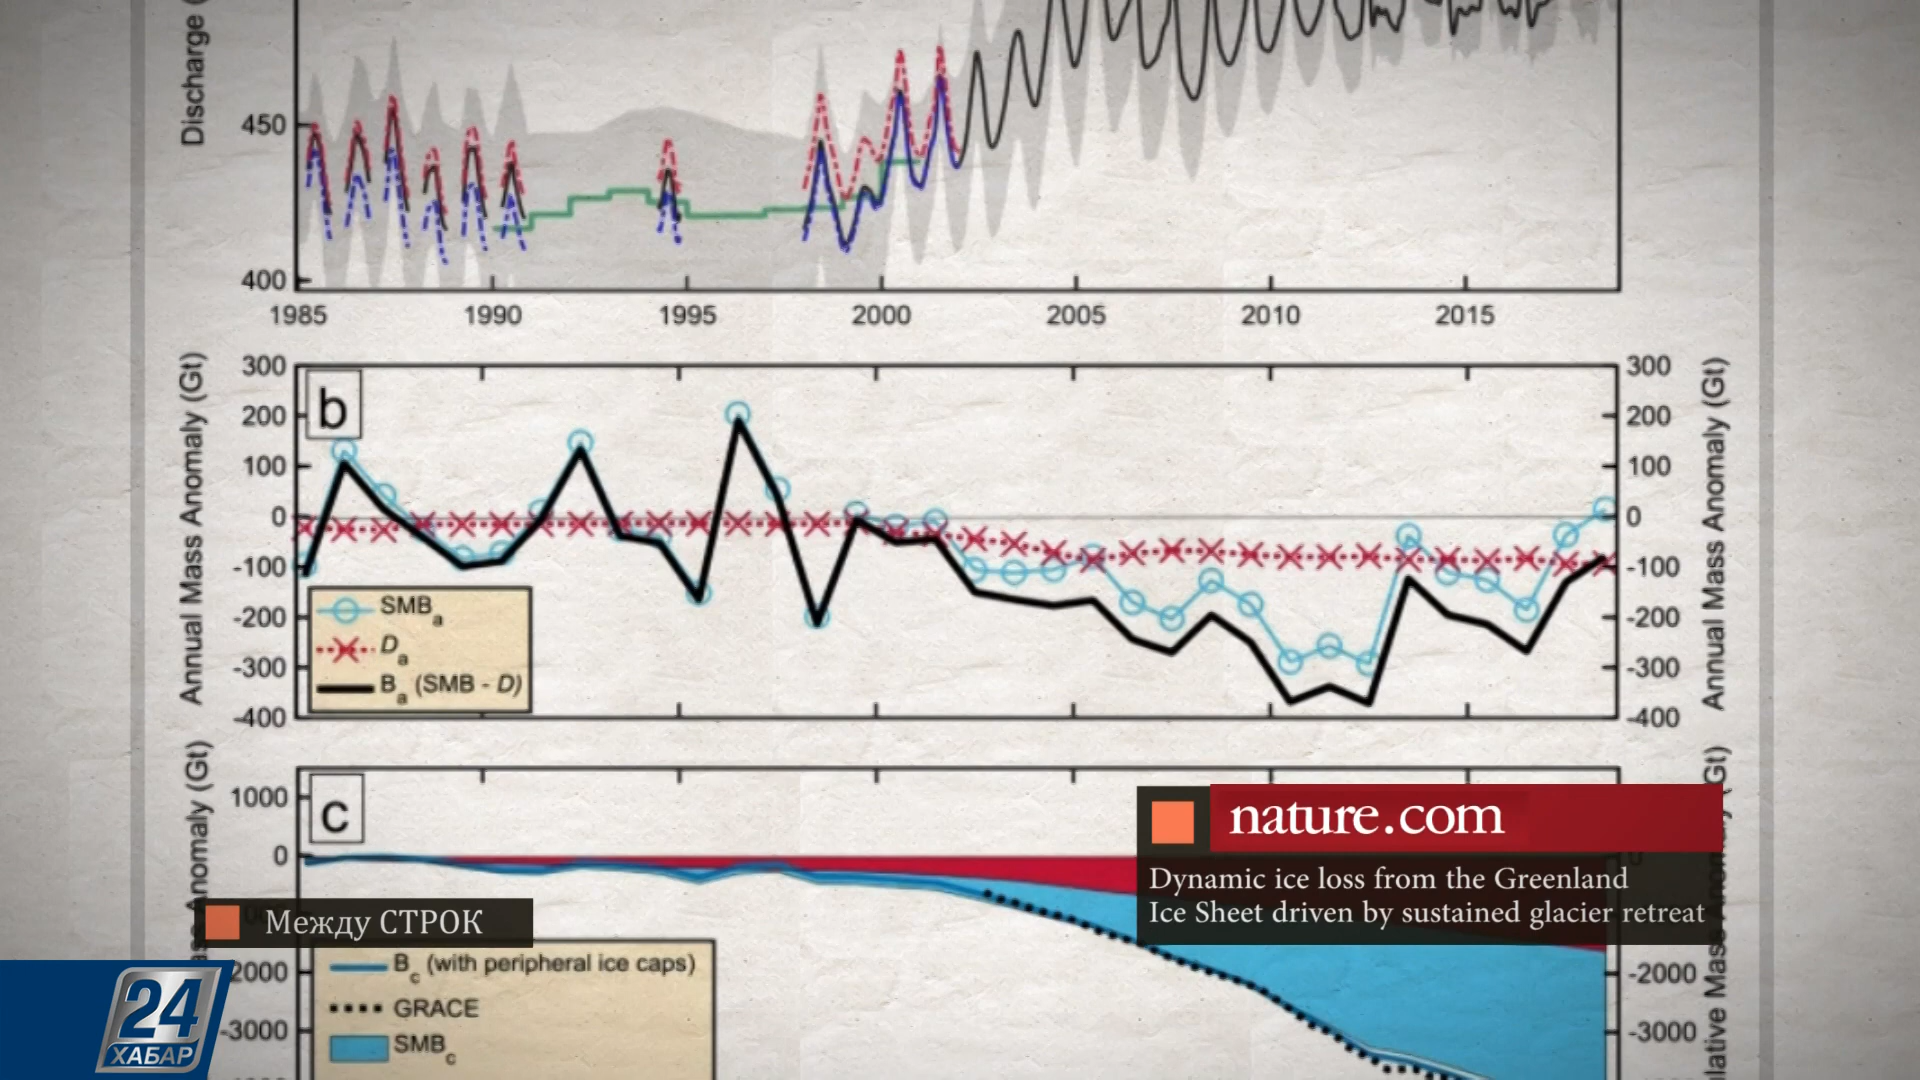 Discharge (
450
400
1985 1990 1995 2000 2005 2010 2015
Annual Mass Anomaly (Gt)
300
200
100
0
-100
-200
-300
-400
b
SMBa
Da
Ba (SMB - D)
300
200
100
0
-100
-200
-300
-400
Annual Mass Anomaly (Gt)
Anomaly (Gt)
1000
0
2000
-3000
c
Bc (with peripheral ice caps)
GRACE
SMBc
-2000
-3000
nature.com
Dynamic ice loss from the Greenland
Ice Sheet driven by sustained glacier retreat
Между СТРОК
24
ХАБАР